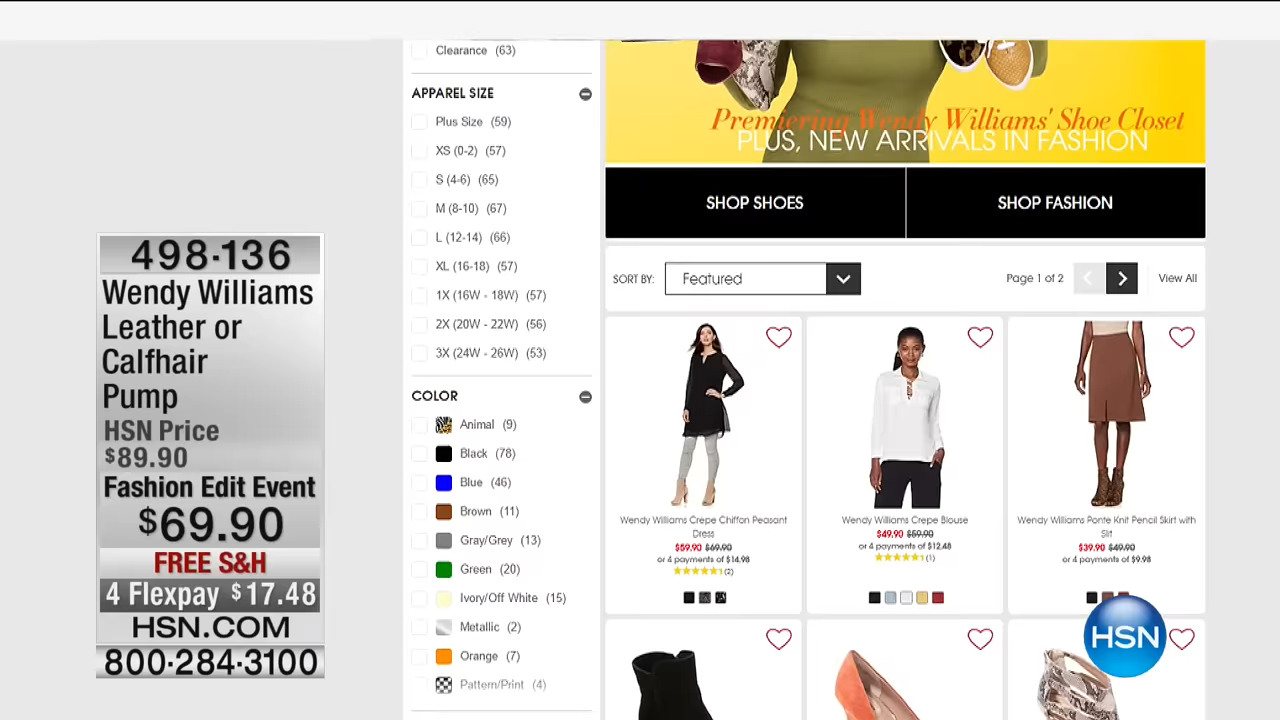 498·136
Wendy Williams
Leather or
Calfhair
Pump
HSN Price
$89.90
Fashion Edit Event
$69.90
FREE S&H
4 Flexpay $17.48
HSN.COM
800·284·3100
Clearance (63)
APPAREL SIZE
Plus Size (59)
XS (0-2) (57)
S (4-6) (65)
M (8-10) (67)
L (12-14) (66)
XL (16-18) (57)
1X (16W - 18W) (57)
2X (20W - 22W) (56)
3X (24W - 26W) (53)
COLOR
Animal (9)
Black (78)
Blue (46)
Brown (11)
Gray/Grey (13)
Green (20)
Ivory/Off White (15)
Metallic (2)
Orange (7)
Pattern/Print (4)
Premiering Wendy Williams' Shoe Closet
PLUS, NEW ARRIVALS IN FASHION
SHOP SHOES
SHOP FASHION
SORT BY: Featured
Page 1 of 2
View All
Wendy Williams Crepe Chiffon Peasant
Dress
$59.90 $69.90
or 4 payments of $14.98
(2)
Wendy Williams Crepe Blouse
$49.90 $59.90
or 4 payments of $12.48
(1)
Wendy Williams Ponte Knit Pencil Skirt with
Slit
$39.90 $49.90
or 4 payments of $9.98
HSN